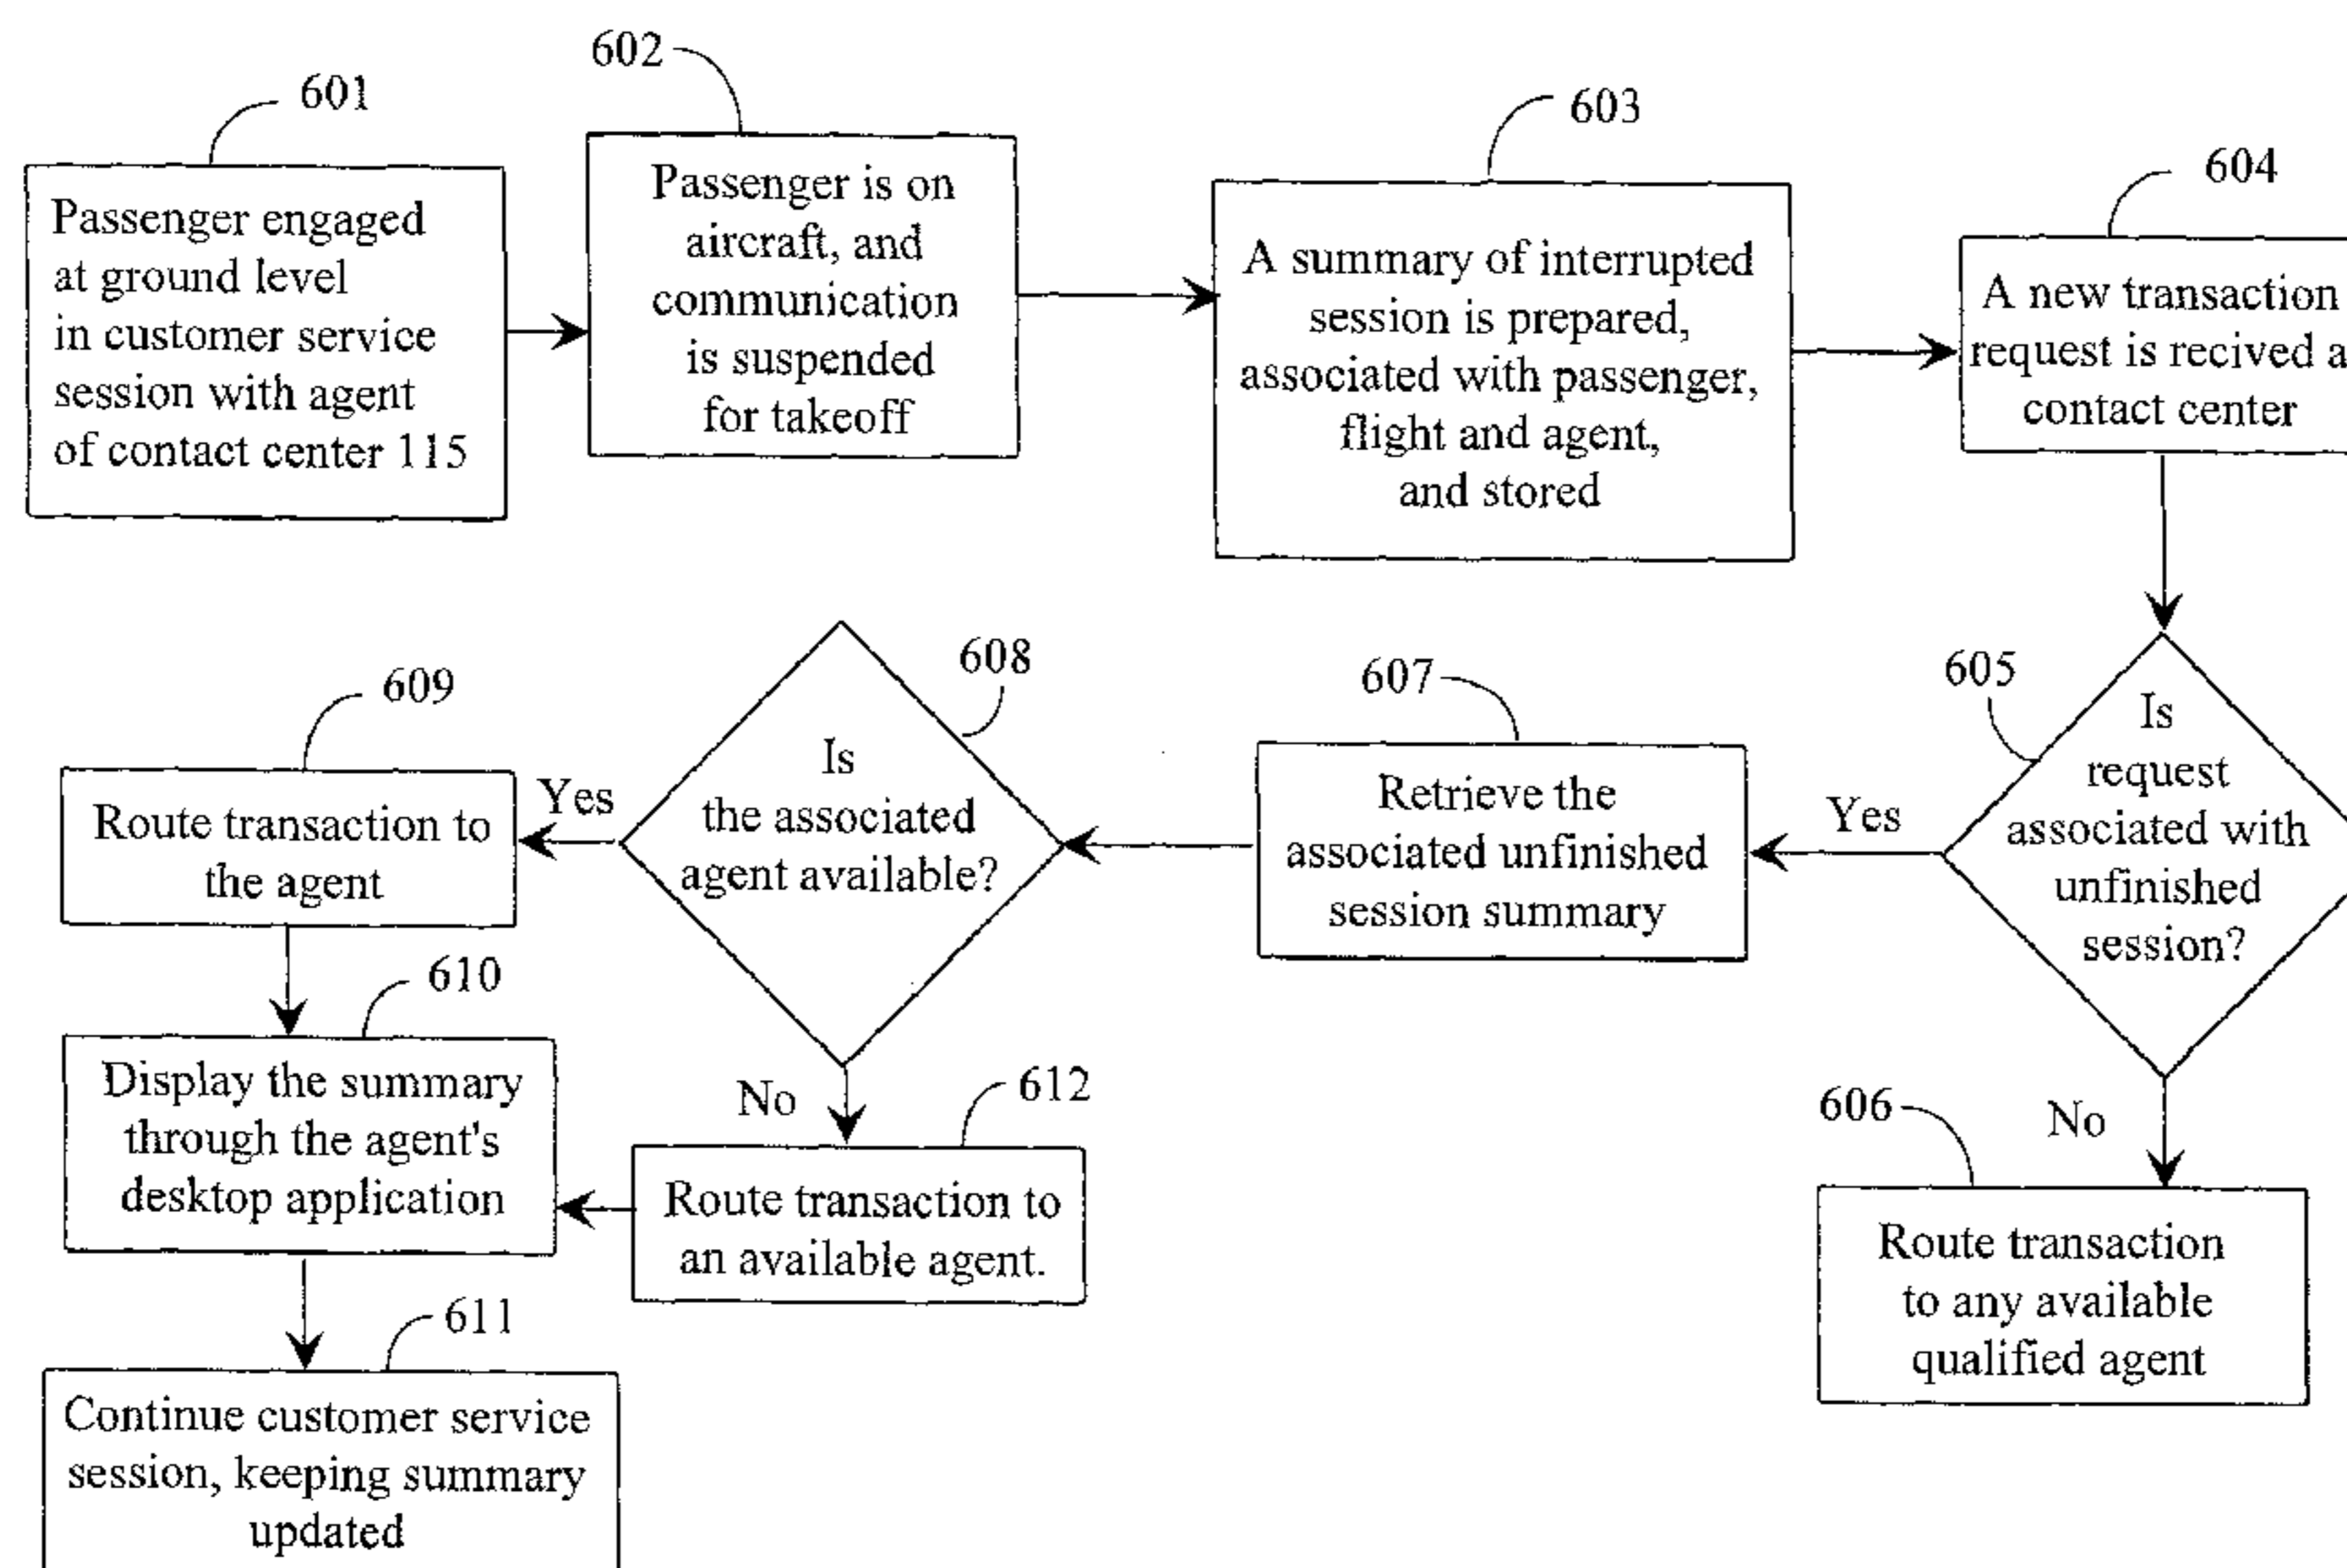 601
Passenger engaged
at ground level
in customer service
session with agent
of contact center 115
602
Passenger is on
aircraft, and
communication
is suspended
for takeoff
603
A summary of interrupted
session is prepared,
associated with passenger,
flight and agent,
and stored
604
A new transaction
request is recived a
contact center
605
Is
request
associated with
unfinished
session?
Yes
No
606
Route transaction
to any available
qualified agent
607
Retrieve the
associated unfinished
session summary
608
Is
the associated
agent available?
Yes
No
609
Route transaction to
the agent
610
Display the summary
through the agent's
desktop application
612
Route transaction to
an available agent.
611
Continue customer service
session, keeping summary
updated